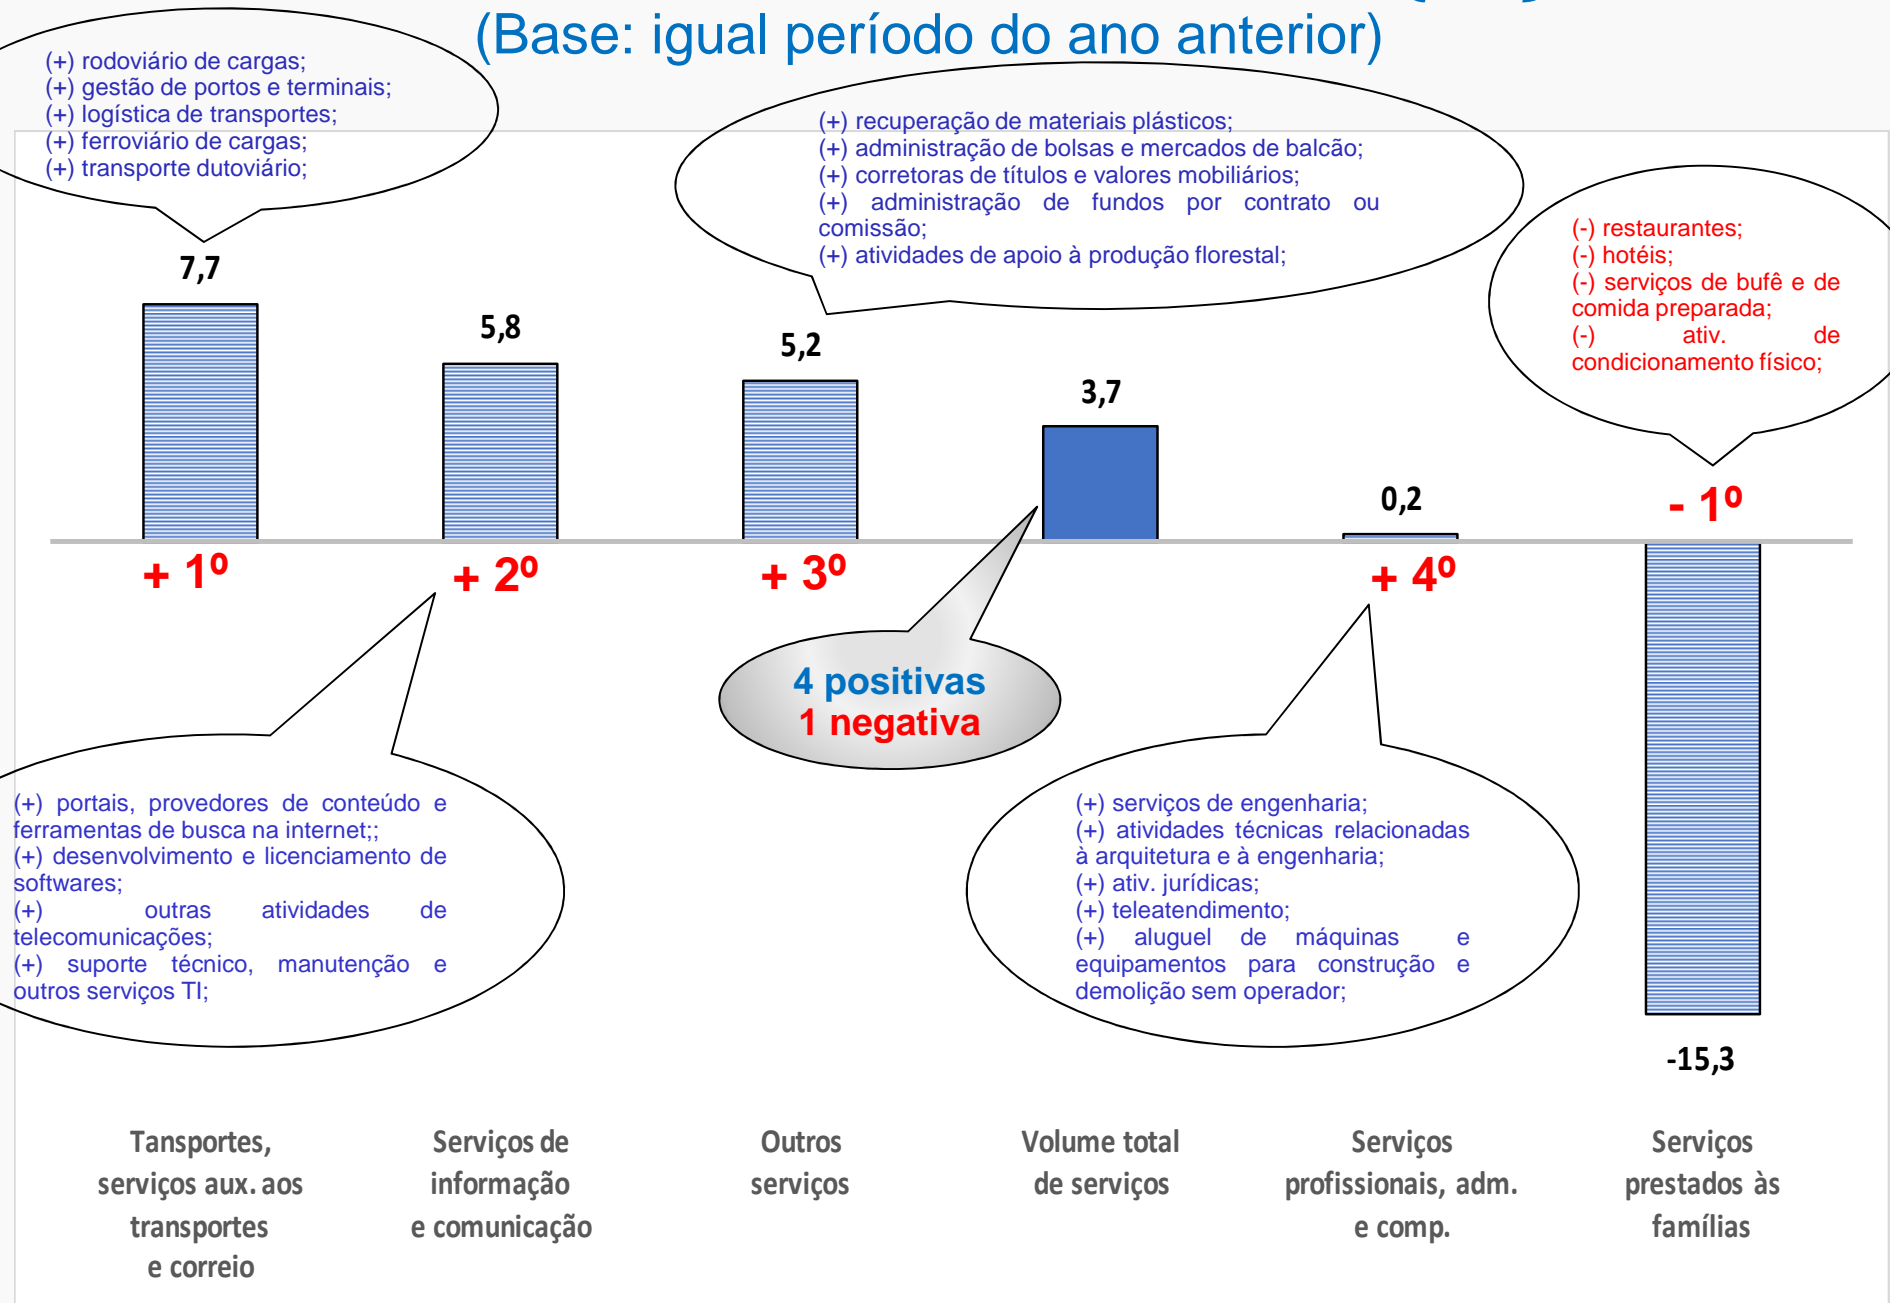 (Base: igual período do ano anterior)
(+) rodoviário de cargas;
(+) gestão de portos e terminais;
(+) logística de transportes;
(+) ferroviário de cargas;
(+) transporte dutoviário;
(+) recuperação de materiais plásticos;
(+) administração de bolsas e mercados de balcão;
(+) corretoras de títulos e valores mobiliários;
(+) administração de fundos por contrato ou
comissão;
(+) atividades de apoio à produção florestal;
(-) restaurantes;
(-) hotéis;
(-) serviços de bufê e de
comida preparada;
(-) ativ. de
condicionamento físico;
7,7
5,8
5,2
3,7
0,2
- 1º
+ 1º
+ 2º
+ 3º
+ 4º
4 positivas
1 negativa
(+) portais, provedores de conteúdo e
ferramentas de busca na internet;;
(+) desenvolvimento e licenciamento de
softwares;
(+) outras atividades de
telecomunicações;
(+) suporte técnico, manutenção e
outros serviços TI;
(+) serviços de engenharia;
(+) atividades técnicas relacionadas
à arquitetura e à engenharia;
(+) ativ. jurídicas;
(+) teleatendimento;
(+) aluguel de máquinas e
equipamentos para construção e
demolição sem operador;
-15,3
Tansportes,
serviços aux. aos
transportes
e correio
Serviços de
informação
e comunicação
Outros
serviços
Volume total
de serviços
Serviços
profissionais, adm.
e comp.
Serviços
prestados às
famílias